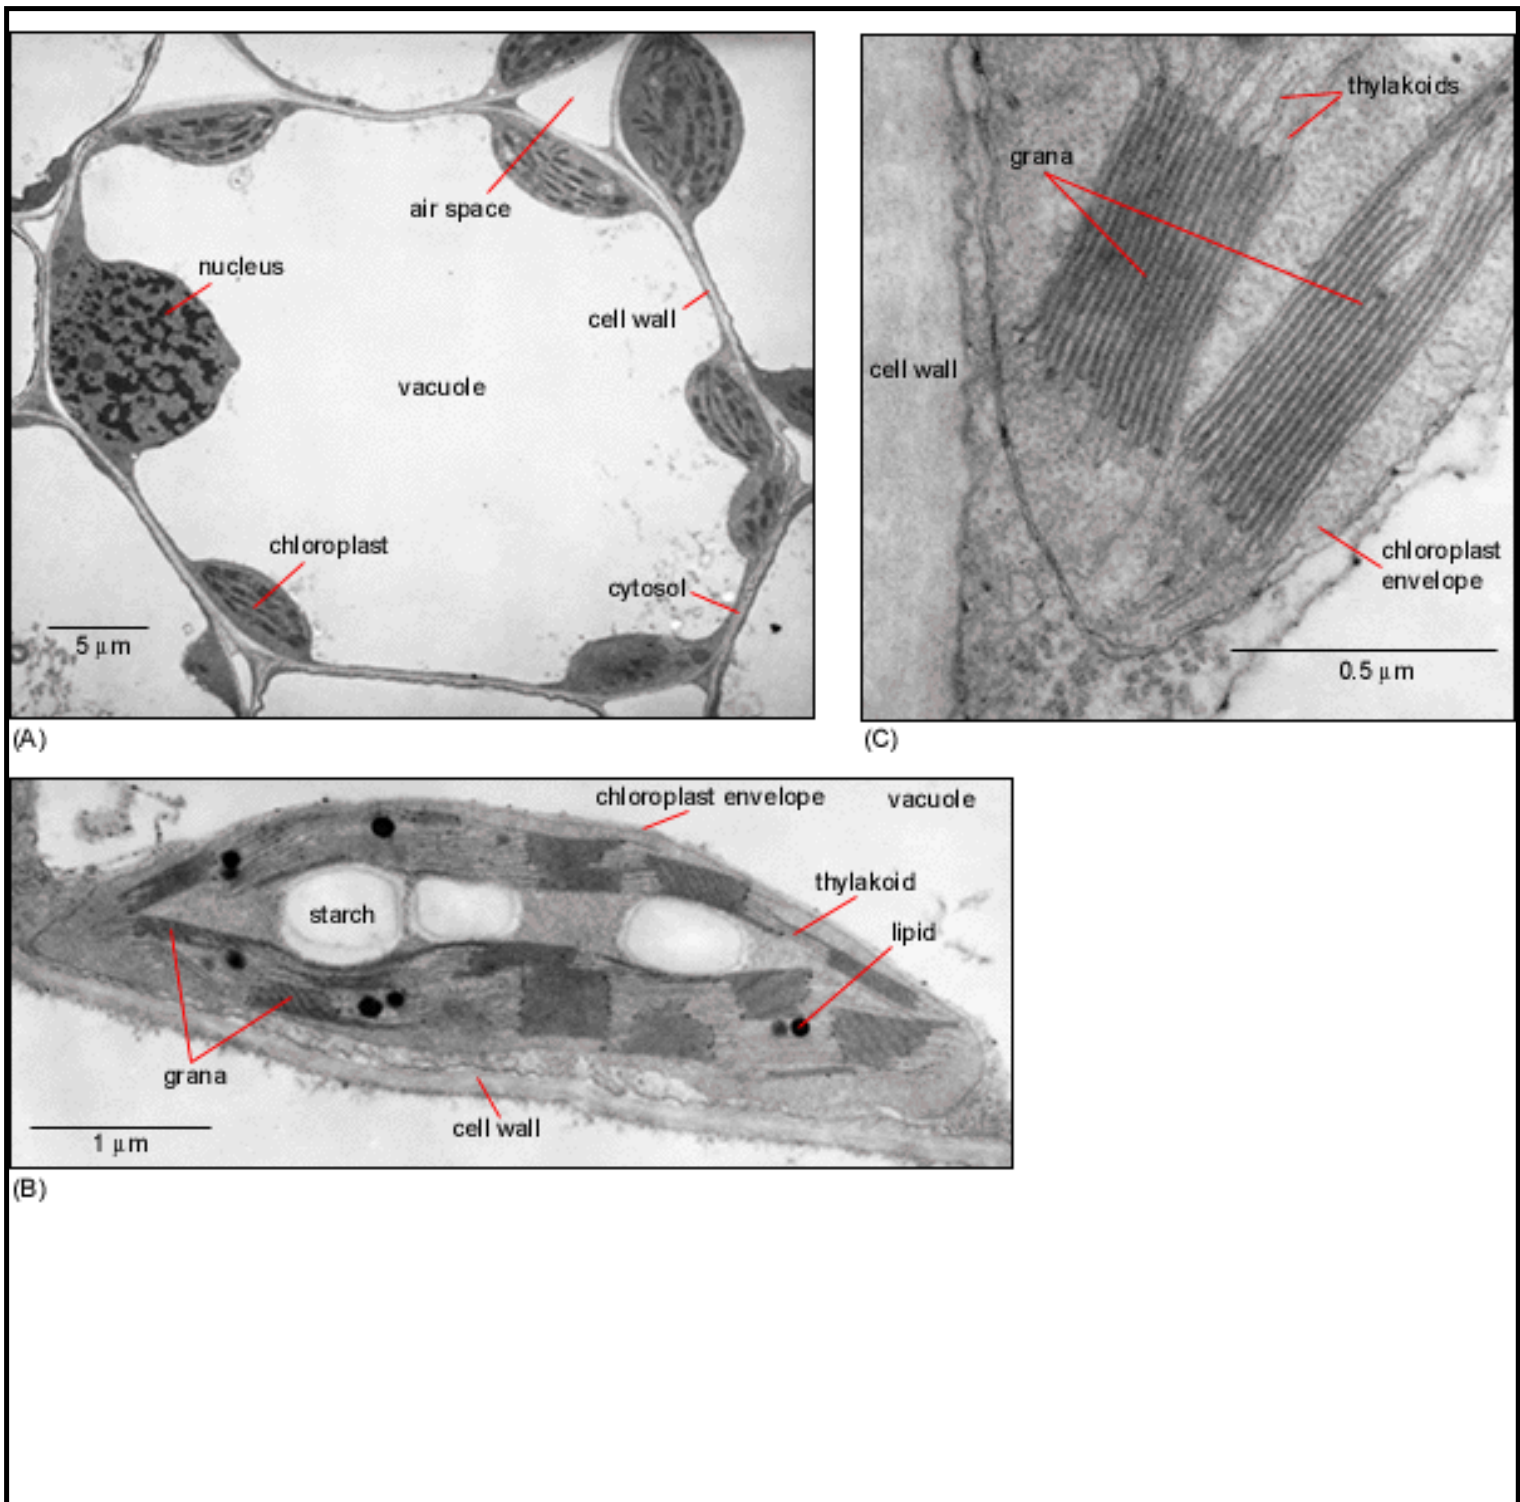 air space
nucleus
cell wall
vacuole
chloroplast
cytosol
5 μm
(A)
thylakoids
grana
cell wall
chloroplast
envelope
0.5 μm
(C)
chloroplast envelope
vacuole
thylakoid
starch
lipid
grana
cell wall
1 μm
(B)